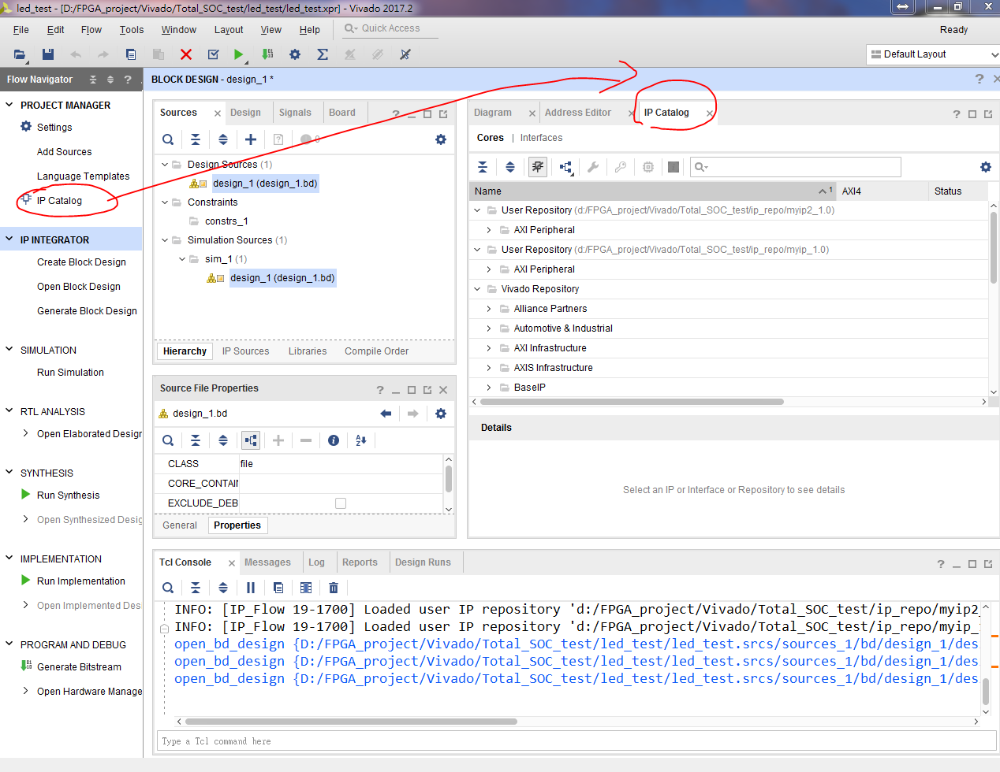 led_test - [D:/FPGA_project/Vivado/Total_SOC_test/led_test/led_test.xpr] - Vivado 2017.2
File Edit Flow Tools Window Layout View Help Quick Access Ready
Default Layout
Flow Navigator
PROJECT MANAGER
Settings
Add Sources
Language Templates
IP Catalog
IP INTEGRATOR
Create Block Design
Open Block Design
Generate Block Design
SIMULATION
Run Simulation
RTL ANALYSIS
Open Elaborated Design
SYNTHESIS
Run Synthesis
Open Synthesized Desig
IMPLEMENTATION
Run Implementation
Open Implemented Des
PROGRAM AND DEBUG
Generate Bitstream
Open Hardware Manage
BLOCK DESIGN - design_1 *
Sources Design Signals Board
0
Design Sources (1)
design_1 (design_1.bd)
Constraints
constrs_1
Simulation Sources (1)
sim_1 (1)
design_1 (design_1.bd)
Hierarchy IP Sources Libraries Compile Order
Source File Properties
design_1.bd
CLASS file
CORE_CONTAIN
EXCLUDE_DEB
General Properties
Diagram Address Editor IP Catalog
Cores | Interfaces
Name 1 AXI4 Status
User Repository (d:/FPGA_project/Vivado/Total_SOC_test/ip_repo/myip2_1.0)
AXI Peripheral
User Repository (d:/FPGA_project/Vivado/Total_SOC_test/ip_repo/myip_1.0)
AXI Peripheral
Vivado Repository
Alliance Partners
Automotive & Industrial
AXI Infrastructure
AXIS Infrastructure
BaseIP
Details
Select an IP or Interface or Repository to see details
Tcl Console Messages Log Reports Design Runs
INFO: [IP_Flow 19-1700] Loaded user IP repository 'd:/FPGA_project/Vivado/Total_SOC_test/ip_repo/myip2_
INFO: [IP_Flow 19-1700] Loaded user IP repository 'd:/FPGA_project/Vivado/Total_SOC_test/ip_repo/myip_
open_bd_design {D:/FPGA_project/Vivado/Total_SOC_test/led_test/led_test.srcs/sources_1/bd/design_1/des
open_bd_design {D:/FPGA_project/Vivado/Total_SOC_test/led_test/led_test.srcs/sources_1/bd/design_1/des
open_bd_design {D:/FPGA_project/Vivado/Total_SOC_test/led_test/led_test.srcs/sources_1/bd/design_1/des
Type a Tcl command here